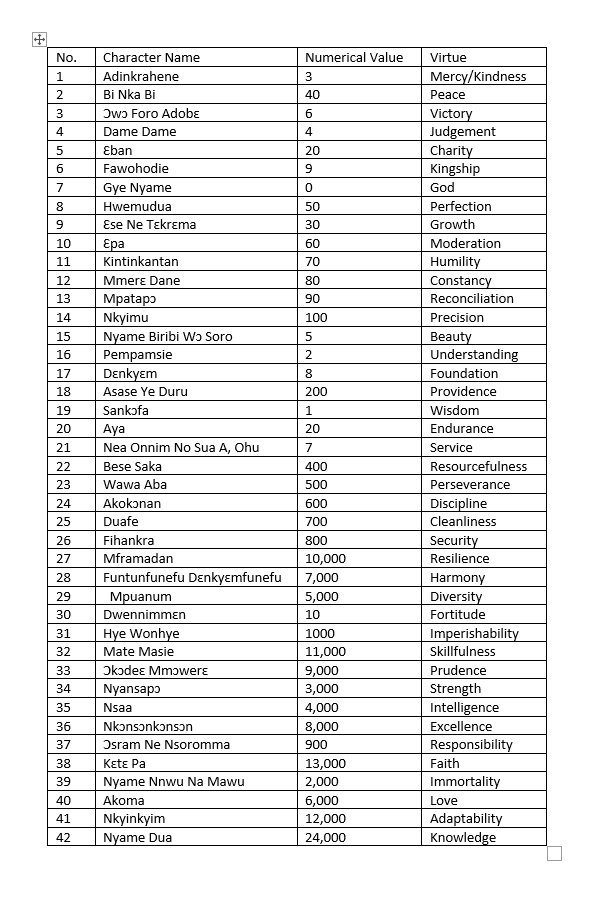 No. Character Name Numerical Value Virtue
1 Adinkrahene 3 Mercy/Kindness
2 Bi Nka Bi 40 Peace
3 Ɔwɔ Foro Adobɛ 6 Victory
4 Dame Dame 4 Judgement
5 Ɛban 20 Charity
6 Fawohodie 9 Kingship
7 Gye Nyame 0 God
8 Hwemudua 50 Perfection
9 Ɛse Ne Tɛkrɛma 30 Growth
10 Ɛpa 60 Moderation
11 Kintinkantan 70 Humility
12 Mmerɛ Dane 80 Constancy
13 Mpatapɔ 90 Reconciliation
14 Nkyimu 100 Precision
15 Nyame Biribi Wɔ Soro 5 Beauty
16 Pempamsie 2 Understanding
17 Dɛnkyɛm 8 Foundation
18 Asase Ye Duru 200 Providence
19 Sankɔfa 1 Wisdom
20 Aya 20 Endurance
21 Nea Onnim No Sua A, Ohu 7 Service
22 Bese Saka 400 Resourcefulness
23 Wawa Aba 500 Perseverance
24 Akokɔnan 600 Discipline
25 Duafe 700 Cleanliness
26 Fihankra 800 Security
27 Mframadan 10,000 Resilience
28 Funtunfunefu Dɛnkyɛmfunefu 7,000 Harmony
29 Mpuanum 5,000 Diversity
30 Dwennimmɛn 10 Fortitude
31 Hye Wonhye 1000 Imperishability
32 Mate Masie 11,000 Skillfulness
33 Ɔkɔdeɛ Mmɔwerɛ 9,000 Prudence
34 Nyansapɔ 3,000 Strength
35 Nsaa 4,000 Intelligence
36 Nkɔnsɔnkɔnsɔn 8,000 Excellence
37 Ɔsram Ne Nsoromma 900 Responsibility
38 Kɛtɛ Pa 13,000 Faith
39 Nyame Nnwu Na Mawu 2,000 Immortality
40 Akoma 6,000 Love
41 Nkyinkyim 12,000 Adaptability
42 Nyame Dua 24,000 Knowledge